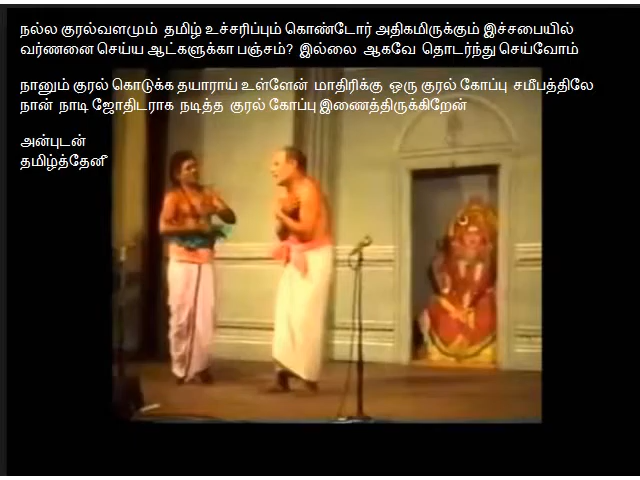 நல்ல குரல்வளமும் தமிழ் உச்சரிப்பும் கொண்டோர் அதிகமிருக்கும் இச்சபையில்
வர்ணனை செய்ய ஆட்களுக்கா பஞ்சம்? இல்லை ஆகவே தொடர்ந்து செய்வோம்
நானும் குரல் கொடுக்க தயாராய் உள்ளேன் மாதிரிக்கு ஒரு குரல் கோப்பு சமீபத்திலே
நான் நாடி ஜோதிடராக நடித்த குரல் கோப்பு இணைத்திருக்கிறேன்
அன்புடன்
தமிழ்த்தேனீ